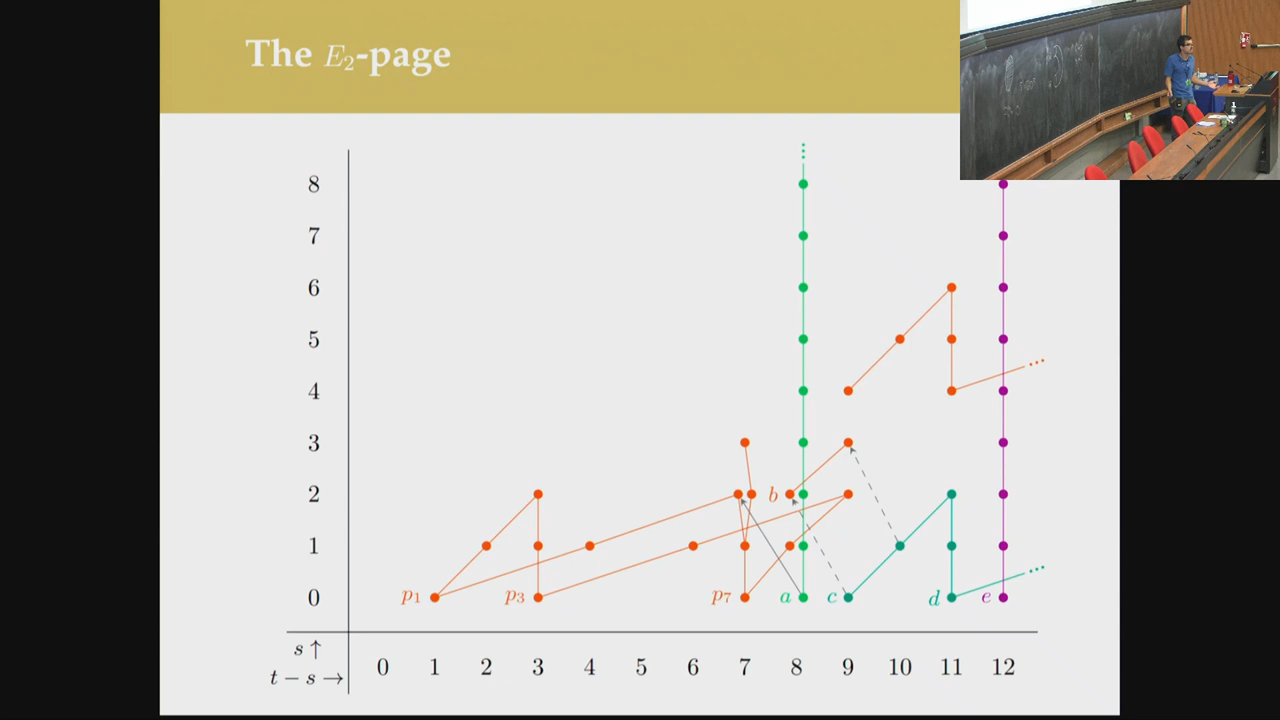 The E₂-page
8
7
6
5
4
3
2 b
1
0 p₁ p₃ p₇ a c d e
s ↑
t − s → 0 1 2 3 4 5 6 7 8 9 10 11 12